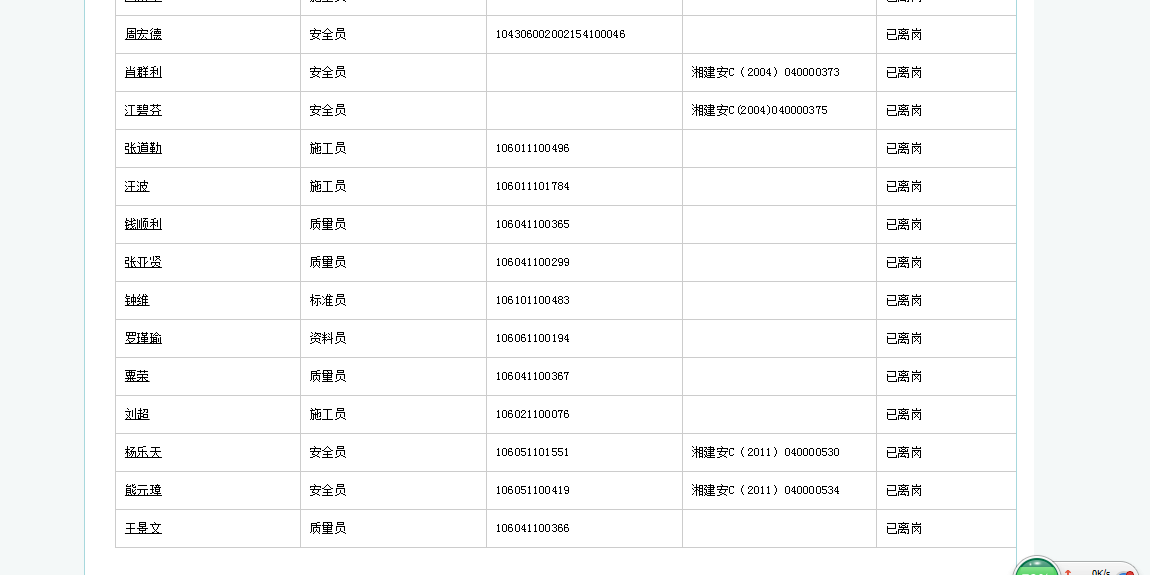 周宏德 安全员 104306002002154100046 已离岗
肖群利 安全员 湘建安C（2004）040000373 已离岗
江碧芬 安全员 湘建安C(2004)040000375 已离岗
张道勤 施工员 106011100496 已离岗
汪波 施工员 106011101784 已离岗
钱顺利 质量员 106041100365 已离岗
张亚贤 质量员 106041100299 已离岗
钟维 标准员 106101100483 已离岗
罗瑾瑜 资料员 106061100194 已离岗
粟荣 质量员 106041100367 已离岗
刘超 施工员 106021100076 已离岗
杨乐天 安全员 106051101551 已离岗
熊元璋 安全员 106051100419 湘建安C（2011）040000534 已离岗
王景文 质量员 106041100366 已离岗
0K/s